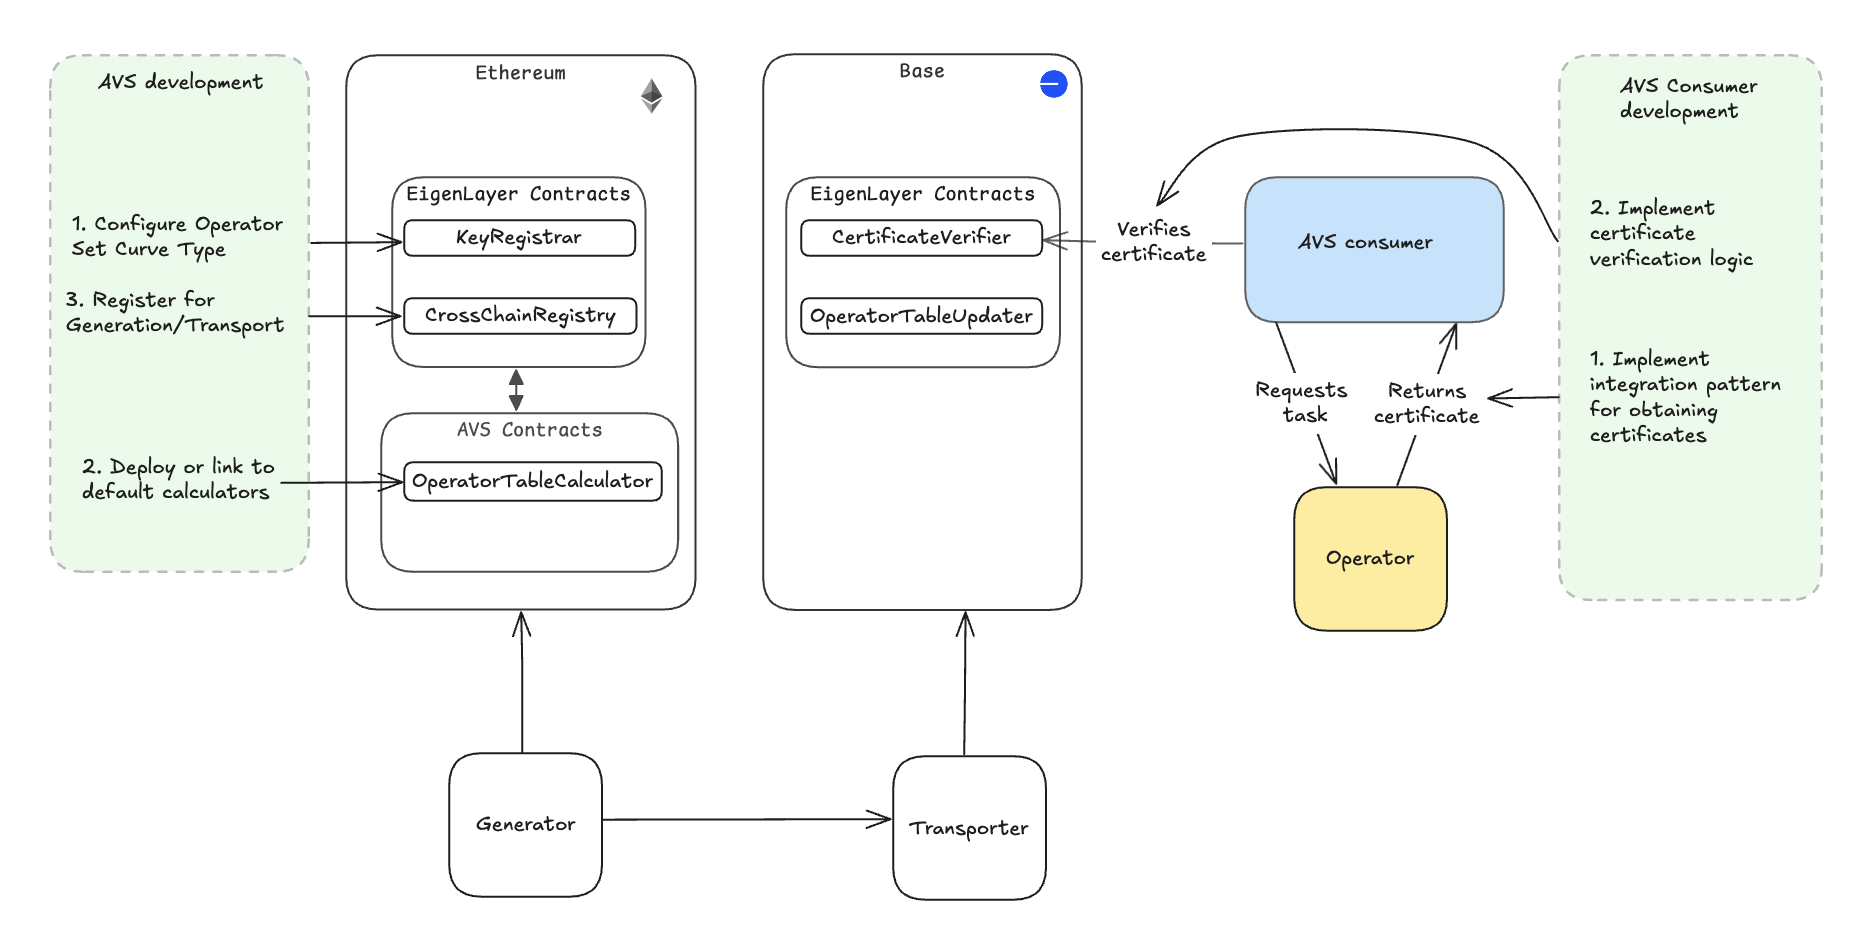 AVS development
1. Configure Operator
Set Curve Type
3. Register for
Generation/Transport
2. Deploy or link to
default calculators
Ethereum
EigenLayer Contracts
KeyRegistrar
CrossChainRegistry
AVS Contracts
OperatorTableCalculator
Base
EigenLayer Contracts
CertificateVerifier
OperatorTableUpdater
Verifies
certificate
AVS consumer
Requests
task
Returns
certificate
Operator
AVS Consumer
development
2. Implement
certificate
verification logic
1. Implement
integration pattern
for obtaining
certificates
Generator
Transporter